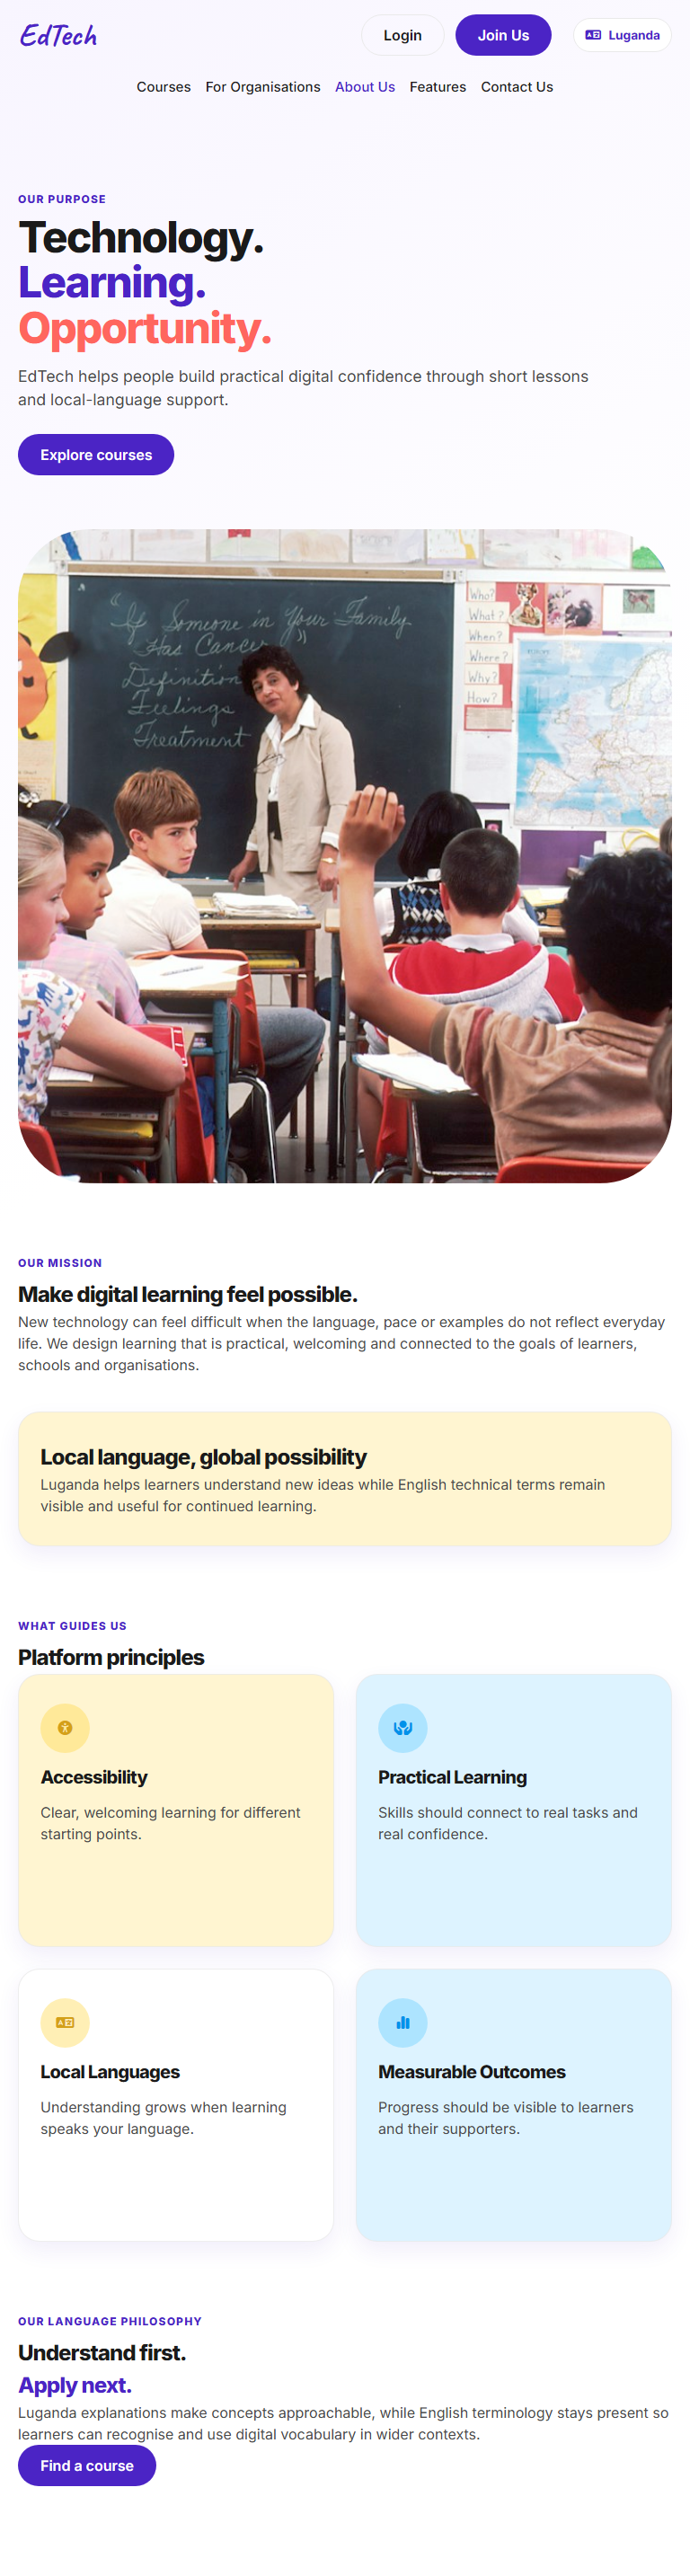 EdTech
Login
Join Us
Luganda
Courses
For Organisations
About Us
Features
Contact Us
OUR PURPOSE
Technology.
Learning.
Opportunity.
EdTech helps people build practical digital confidence through short lessons
and local-language support.
Explore courses
"If Someone in Your Family
Has Cancer"
Definition
Feelings
Treatment
Who?
What?
When?
Where?
Why?
How?
OUR MISSION
Make digital learning feel possible.
New technology can feel difficult when the language, pace or examples do not reflect everyday
life. We design learning that is practical, welcoming and connected to the goals of learners,
schools and organisations.
Local language, global possibility
Luganda helps learners understand new ideas while English technical terms remain
visible and useful for continued learning.
WHAT GUIDES US
Platform principles
Accessibility
Clear, welcoming learning for different
starting points.
Practical Learning
Skills should connect to real tasks and
real confidence.
Local Languages
Understanding grows when learning
speaks your language.
Measurable Outcomes
Progress should be visible to learners
and their supporters.
OUR LANGUAGE PHILOSOPHY
Understand first.
Apply next.
Luganda explanations make concepts approachable, while English terminology stays present so
learners can recognise and use digital vocabulary in wider contexts.
Find a course